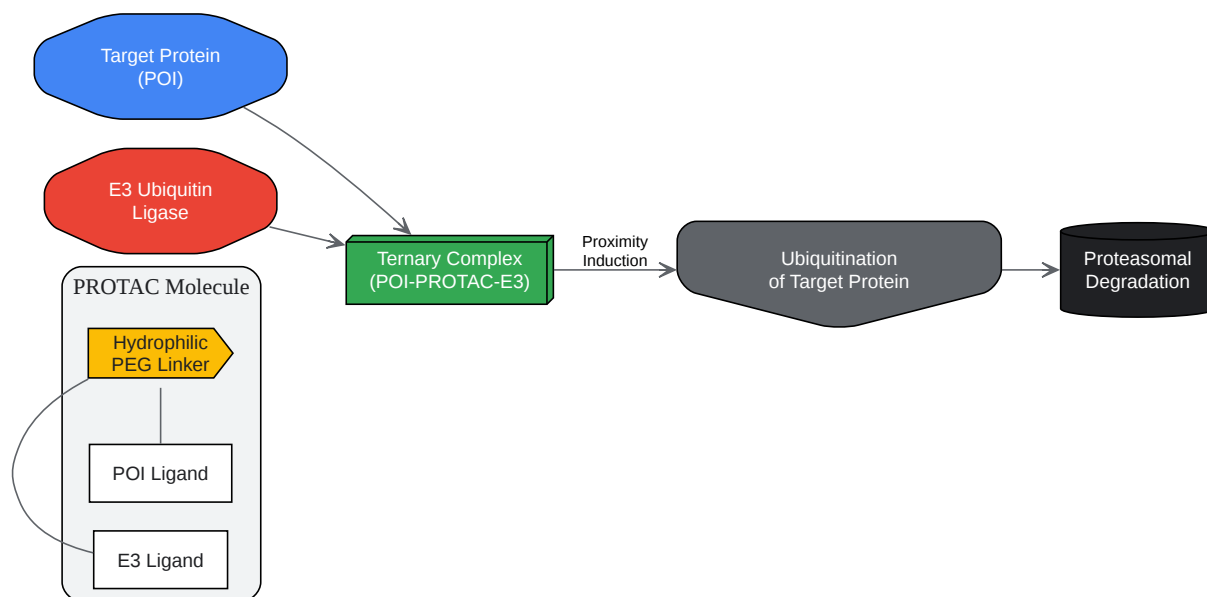 Target Protein
(POI)
E3 Ubiquitin
Ligase
PROTAC Molecule
Hydrophilic
PEG Linker
POI Ligand
E3 Ligand
Ternary Complex
(POI-PROTAC-E3)
Proximity
Induction
Ubiquitination
of Target Protein
Proteasomal
Degradation